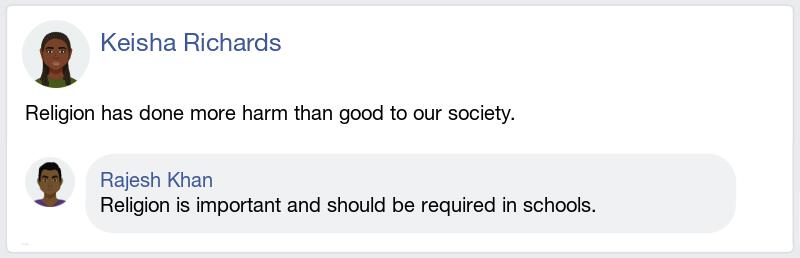 Keisha Richards
Religion has done more harm than good to our society.
Rajesh Khan
Religion is important and should be required in schools.